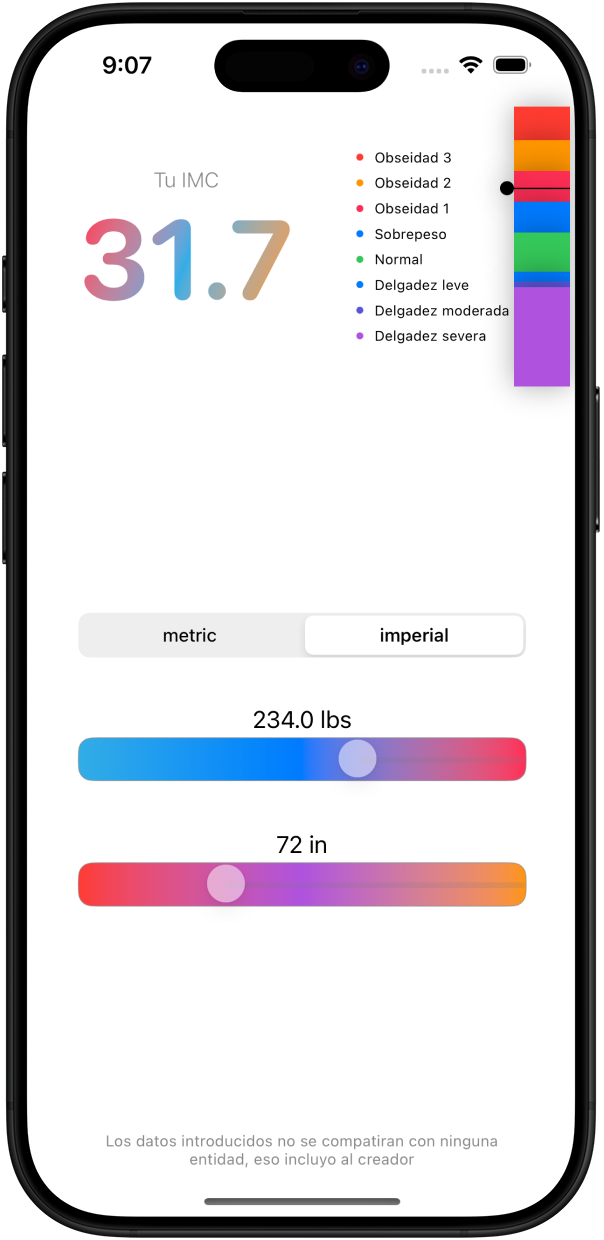 9:07
Tu IMC
31.7
Obseidad 3
Obseidad 2
Obseidad 1
Sobrepeso
Normal
Delgadez leve
Delgadez moderada
Delgadez severa
metric
imperial
234.0 lbs
72 in
Los datos introducidos no se compatiran con ninguna
entidad, eso incluyo al creador